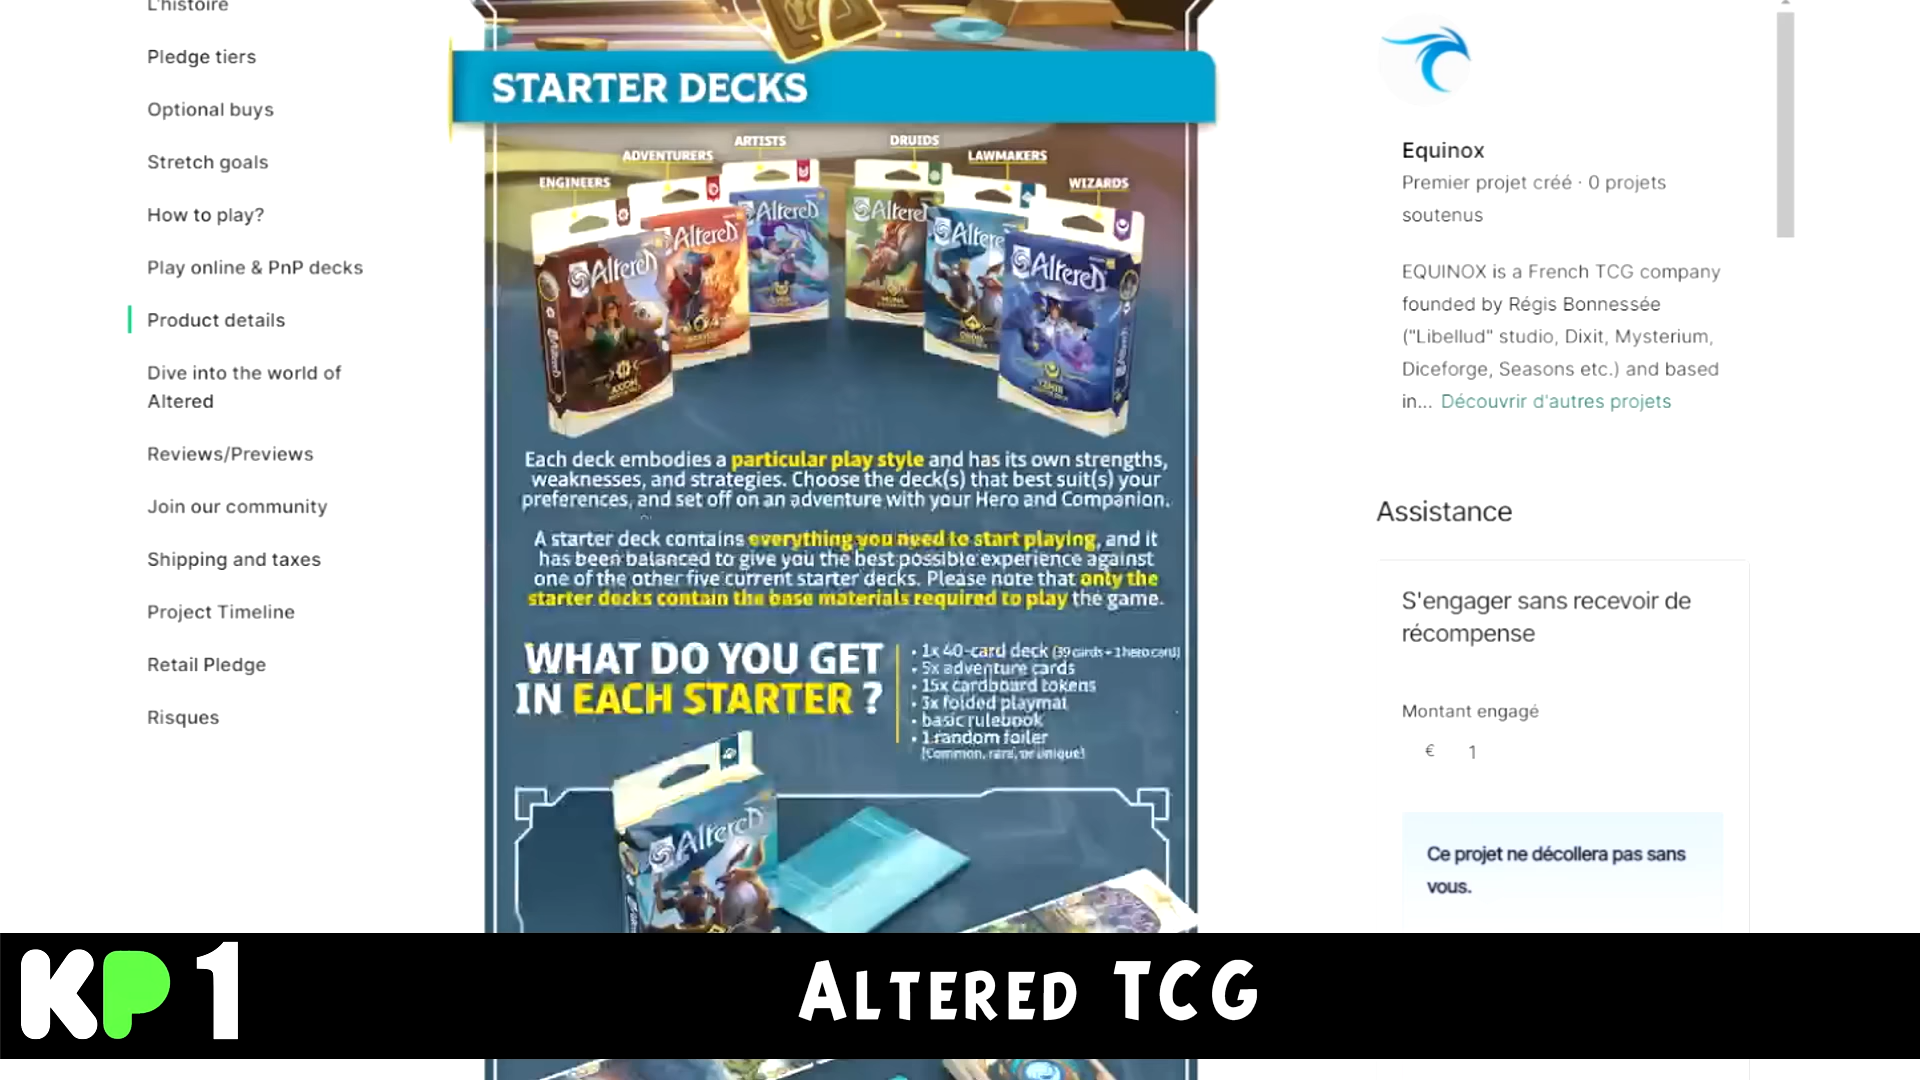 L'histoire
Pledge tiers
Optional buys
Stretch goals
How to play?
Play online & PnP decks
Product details
Dive into the world of
Altered
Reviews/Previews
Join our community
Shipping and taxes
Project Timeline
Retail Pledge
Risques
STARTER DECKS
ENGINEERS
ADVENTURERS
ARTISTS
DRUIDS
LAWMAKERS
WIZARDS
Altered
Altered
Altered
Altered
Altered
Altered
AXIOM
Each deck embodies a particular play style and has its own strengths,
weaknesses, and strategies. Choose the deck(s) that best suit(s) your
preferences, and set off on an adventure with your Hero and Companion.
A starter deck contains everything you need to start playing, and it
has been balanced to give you the best possible experience against
one of the other five current starter decks. Please note that only the
starter decks contain the base materials required to play the game.
WHAT DO YOU GET
IN EACH STARTER ?
• 1x 40-card deck (39 cards + 1 hero card)
• 5x adventure cards
• 15x cardboard tokens
• 3x folded playmat
• basic rulebook
• 1 random foiler
(Common, rare, or unique)
Altered
Equinox
Premier projet créé · 0 projets
soutenus
EQUINOX is a French TCG company
founded by Régis Bonnessée
("Libellud" studio, Dixit, Mysterium,
Diceforge, Seasons etc.) and based
in... Découvrir d'autres projets
Assistance
S'engager sans recevoir de
récompense
Montant engagé
€ 1
Ce projet ne décollera pas sans
vous.
KP1
ALTERED TCG